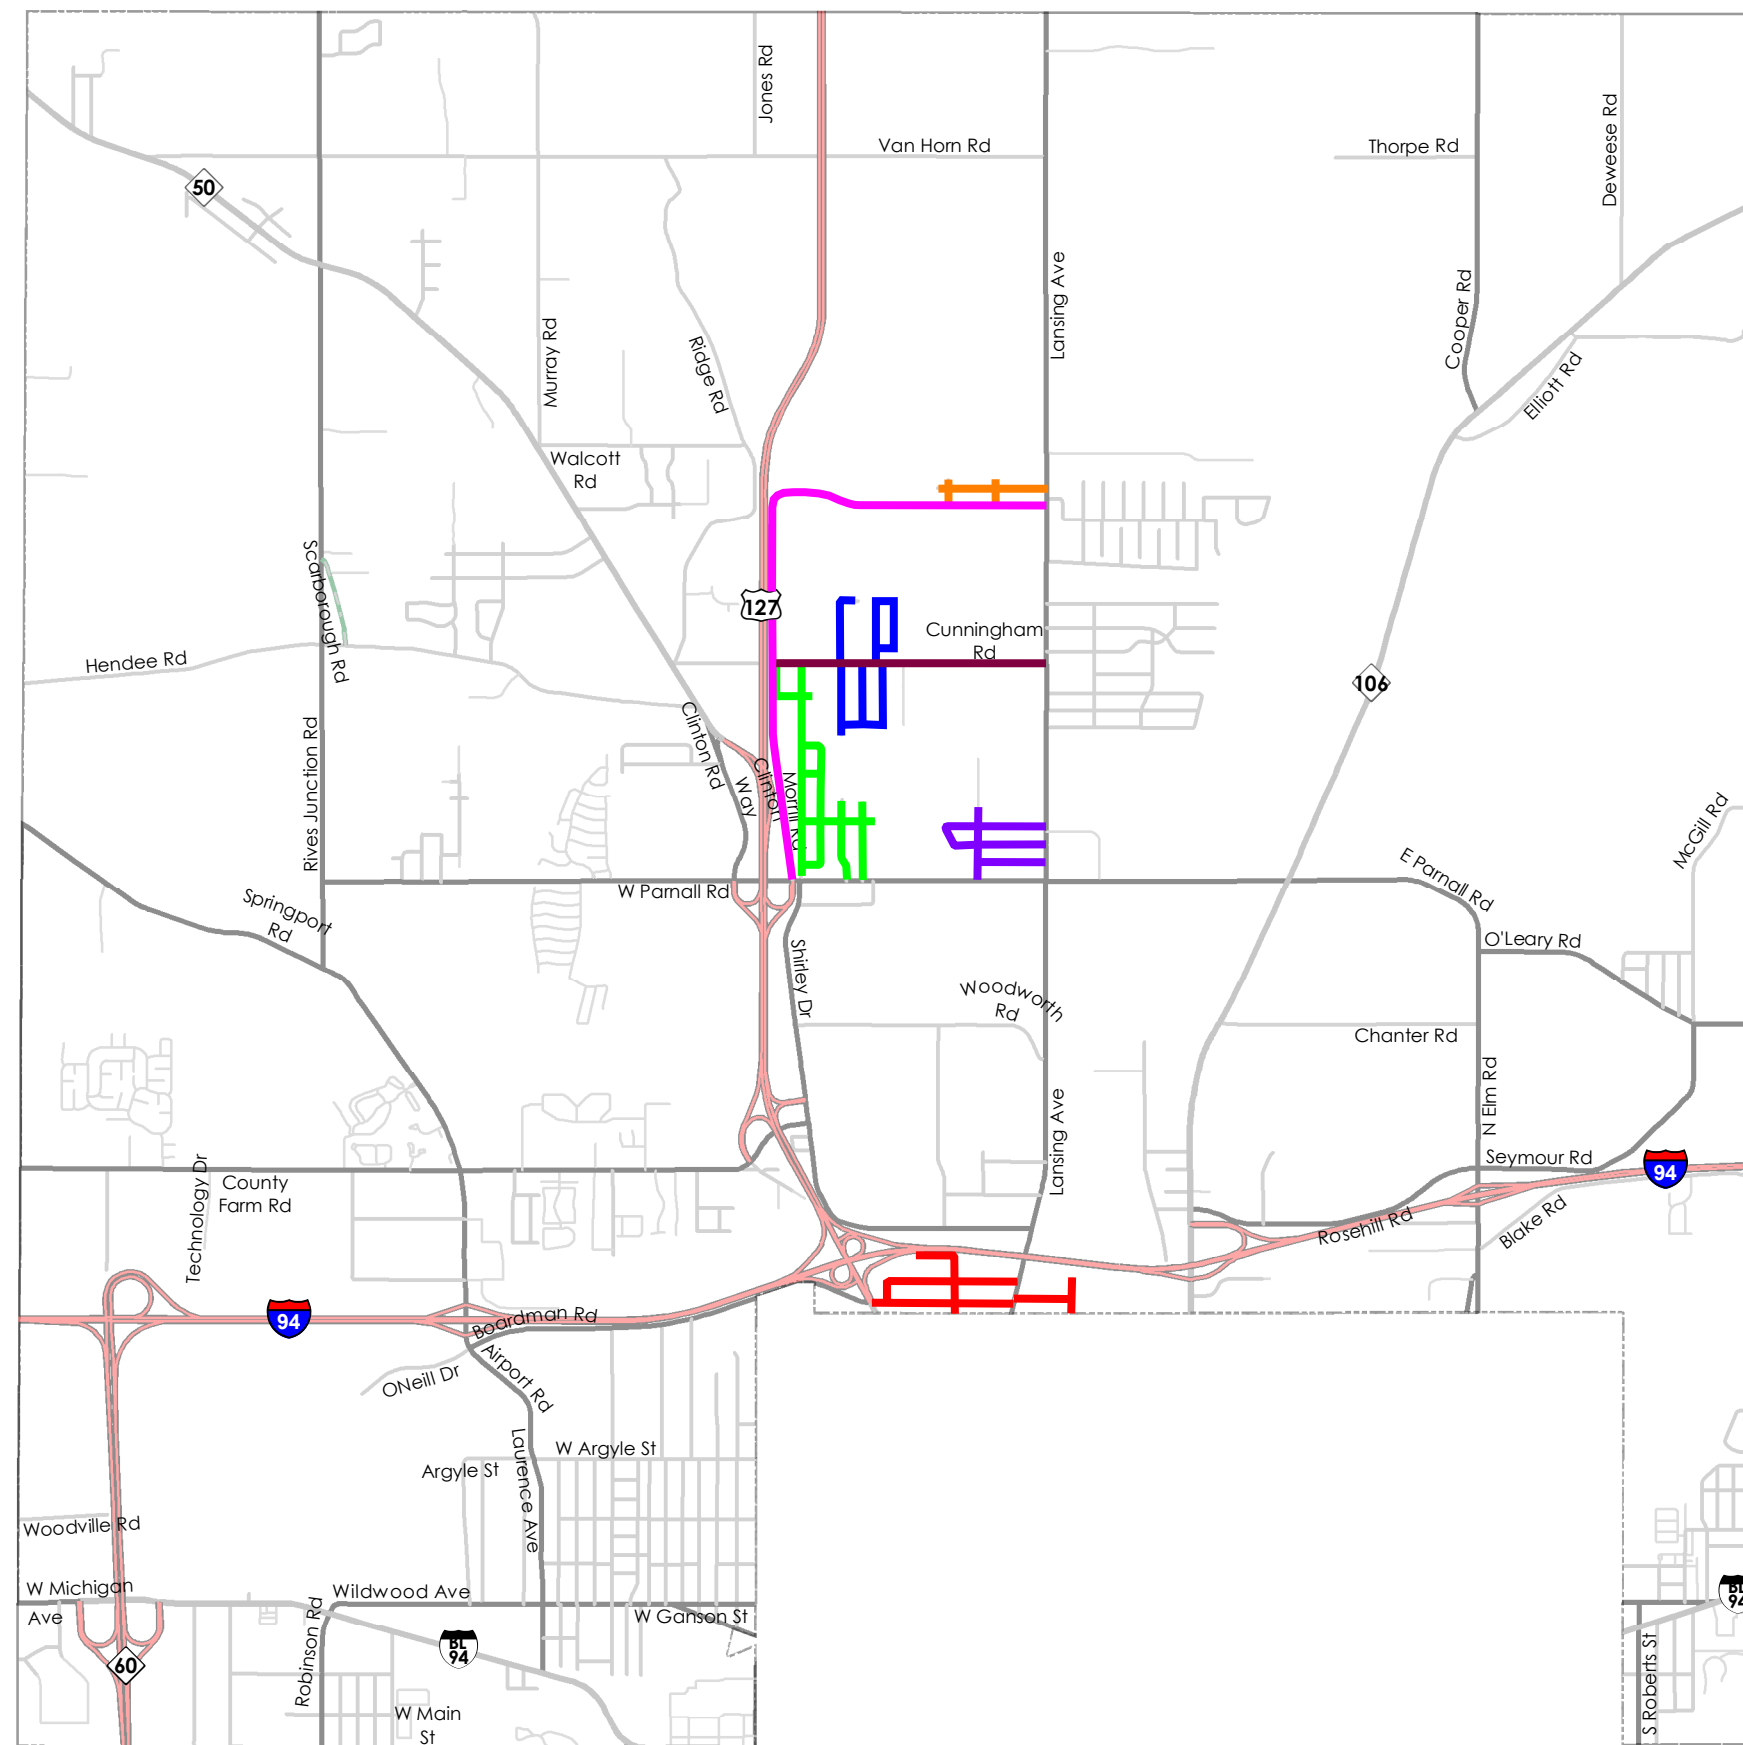 Jones Rd
Van Horn Rd
Thorpe Rd
Deweese Rd
50
Lansing Ave
Cooper Rd
Murray Rd
Ridge Rd
Elliott Rd
Walcott
Rd
Scarborough Rd
127
Cunningham
Rd
Hendee Rd
106
Clinton Rd
Rives Junction Rd
Clinton
Way
Morrill Rd
McGill Rd
W Parnall Rd
E Parnall Rd
Springport
Rd
O'Leary Rd
Shirley Dr
Woodworth
Rd
Chanter Rd
N Elm Rd
Lansing Ave
Seymour Rd
94
Technology Dr
County
Farm Rd
Rosehill Rd
Blake Rd
94
Boardman Rd
Airport Rd
ONeill Dr
Laurence Ave
W Argyle St
Argyle St
Woodville Rd
W Michigan
Ave
Wildwood Ave
W Ganson St
Robinson Rd
BL
94
BL
94
60
S Roberts St
W Main
St